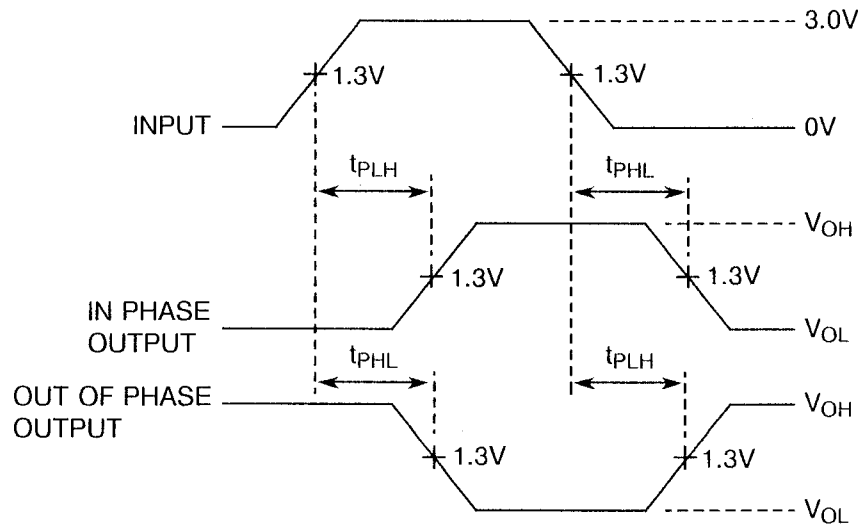 3.0V
1.3V
1.3V
INPUT
0V
tPLH
tPHL
VOH
1.3V
1.3V
IN PHASE
OUTPUT
VOL
tPHL
tPLH
OUT OF PHASE
OUTPUT
VOH
1.3V
1.3V
VOL